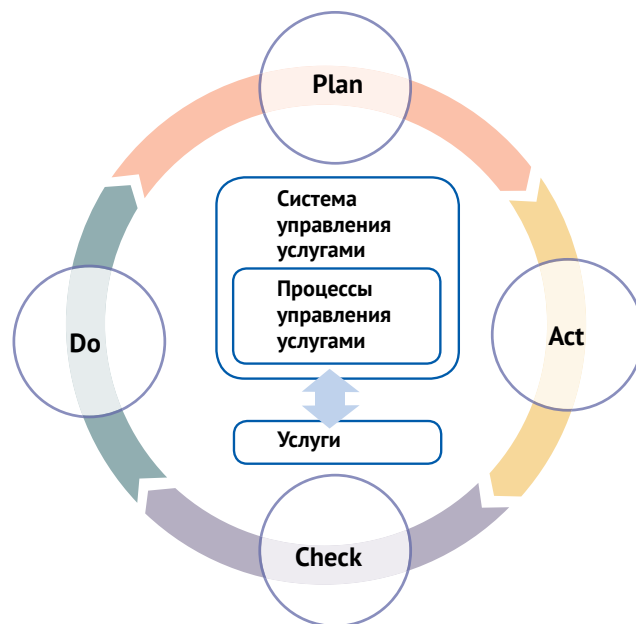 Plan
Система
управления
услугами
Процессы
управления
услугами
Do
Act
Услуги
Check